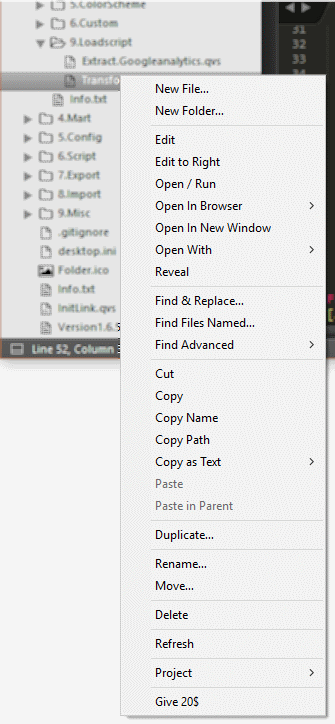 5.ColorScheme
6.Custom
9.Loadscript
Extract.Googleanalytics.qvs
Transfo
Info.txt
4.Mart
5.Config
6.Script
7.Export
8.Import
9.Misc
.gitignore
desktop.ini
Folder.ico
Info.txt
InitLink.qvs
Version1.6.5
Line 52, Column 3
31
32
33
New File...
New Folder...
Edit
Edit to Right
Open / Run
Open In Browser
Open In New Window
Open With
Reveal
Find & Replace...
Find Files Named...
Find Advanced
Cut
Copy
Copy Name
Copy Path
Copy as Text
Paste
Paste in Parent
Duplicate...
Rename...
Move...
Delete
Refresh
Project
Give 20$